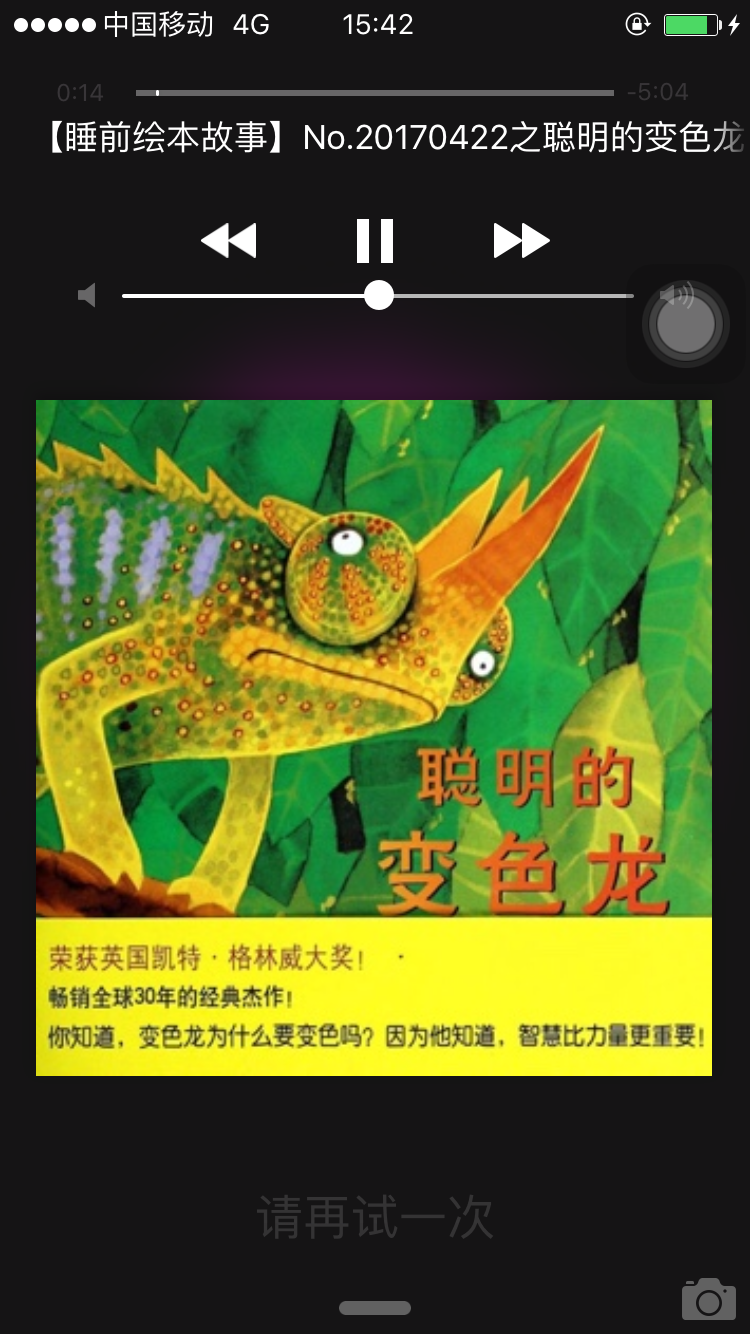 中国移动 4G 15:42
0:14 -5:04
【睡前绘本故事】No.20170422之聪明的变色龙
聪明的
变色龙
荣获英国凯特·格林威大奖！ ·
畅销全球30年的经典杰作！
你知道，变色龙为什么要变色吗？因为他知道，智慧比力量更重要！
请再试一次